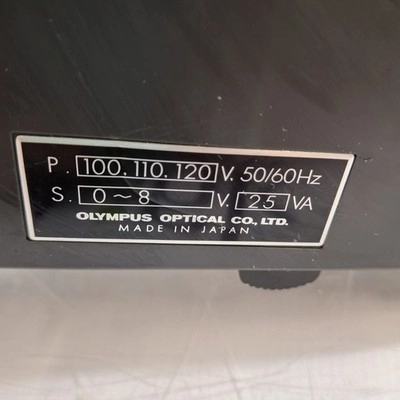 P. 100.110.120 V. 50/60Hz
S. 0~8 V. 25 VA
OLYMPUS OPTICAL CO., LTD.
MADE IN JAPAN